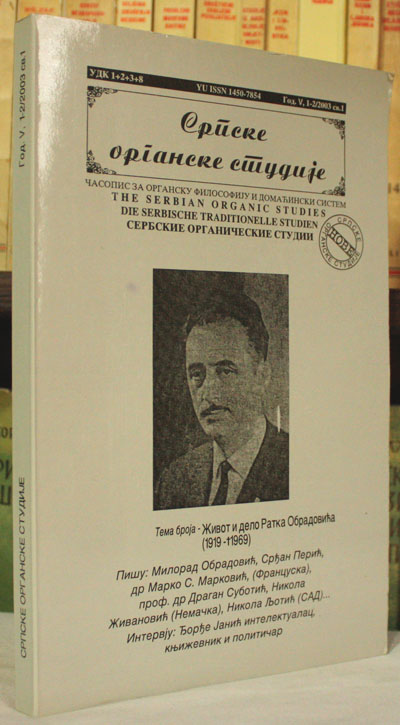 УДК 1+2+3+8
YU ISSN 1450-7854
Год. V, 1-2/2003 св.1
Српске
органске студије
ЧАСОПИС ЗА ОРГАНСКУ ФИЛОСОФИЈУ И ДОМАЋИНСКИ СИСТЕМ
THE SERBIAN ORGANIC STUDIES
DIE SERBISCHE TRADITIONELLE STUDIEN
СЕРБСКИЕ ОРГАНИЧЕСКИЕ СТУДИИ
СРПСКЕ
НОВЕ
ОРГАНСКЕ СТУДИЈЕ
Тема броја - Живот и дело Ратка Обрадовића
(1919 -†1969)
Пишу: Милорад Обрадовић, Срђан Перић,
др Марко С. Марковић, (Француска),
проф. др Драган Суботић, Никола
Живановић (Немачка), Никола Љотић (САД)...
Интервју: Ђорђе Јанић интелектуалац,
књижевник и политичар
Год. V, 1-2/2003 св.1
СРПСКЕ ОРГАНСКЕ СТУДИЈЕ